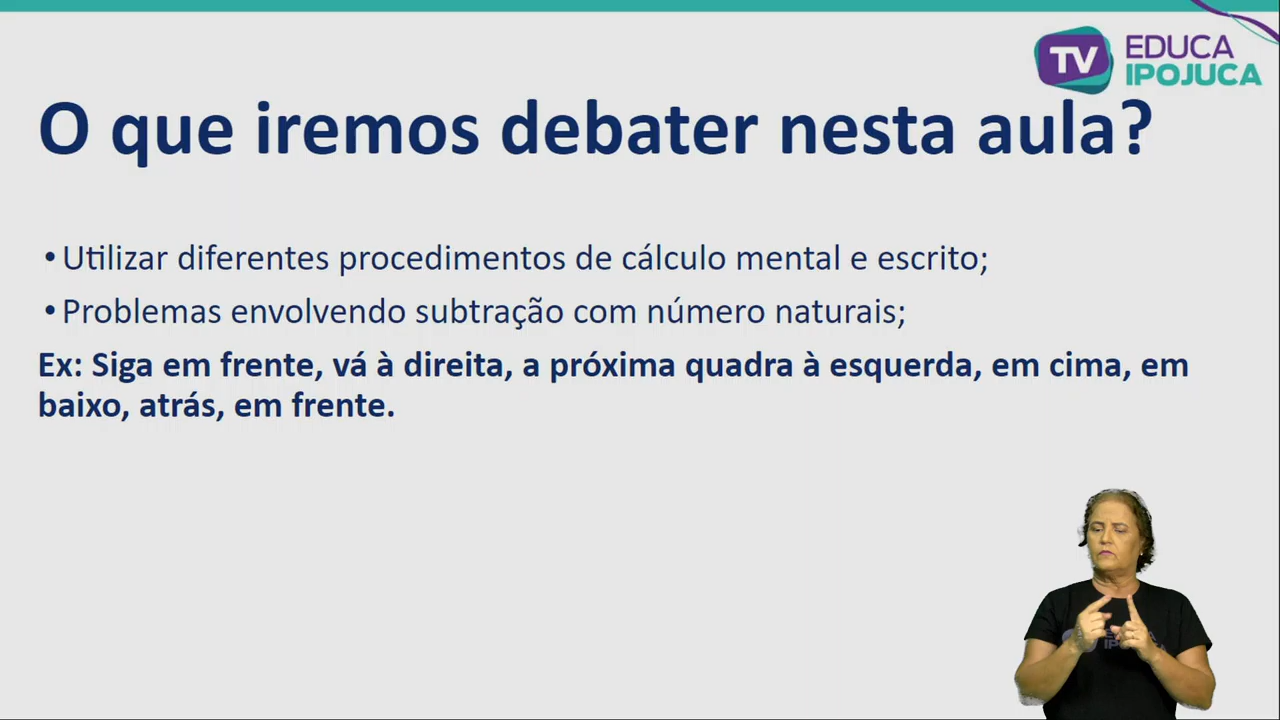 TV EDUCA
IPOJUCA
O que iremos debater nesta aula?
• Utilizar diferentes procedimentos de cálculo mental e escrito;
• Problemas envolvendo subtração com número naturais;
Ex: Siga em frente, vá à direita, a próxima quadra à esquerda, em cima, em
baixo, atrás, em frente.